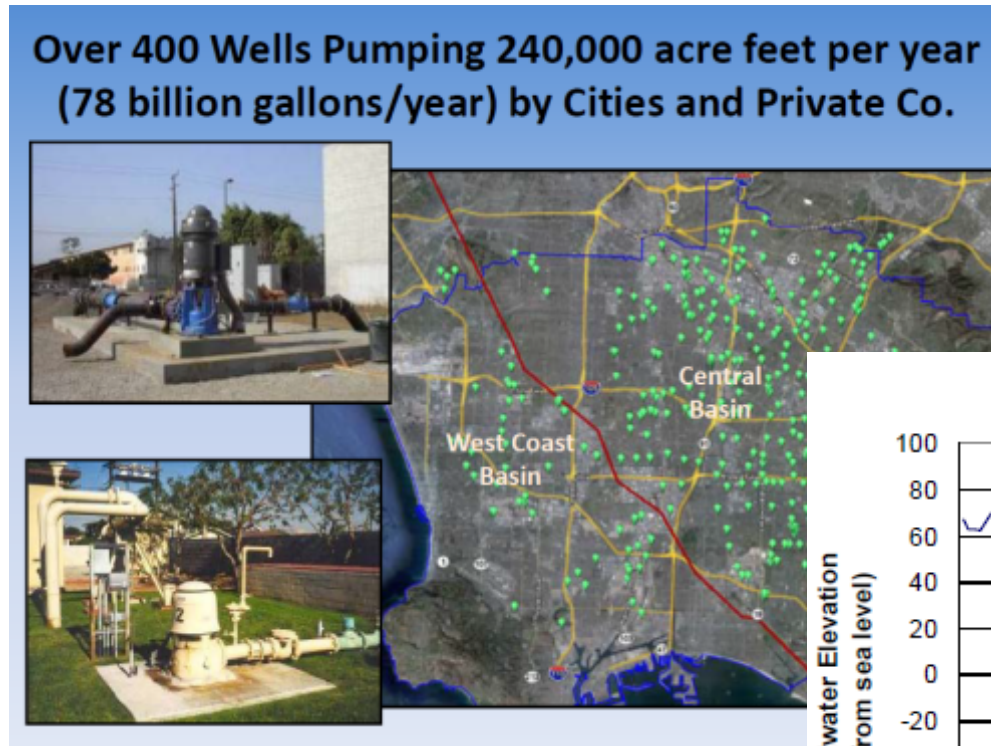 Over 400 Wells Pumping 240,000 acre feet per year
(78 billion gallons/year) by Cities and Private Co.
Central
Basin
West Coast
Basin
100
80
60
40
20
0
-20
water Elevation
rom sea level)